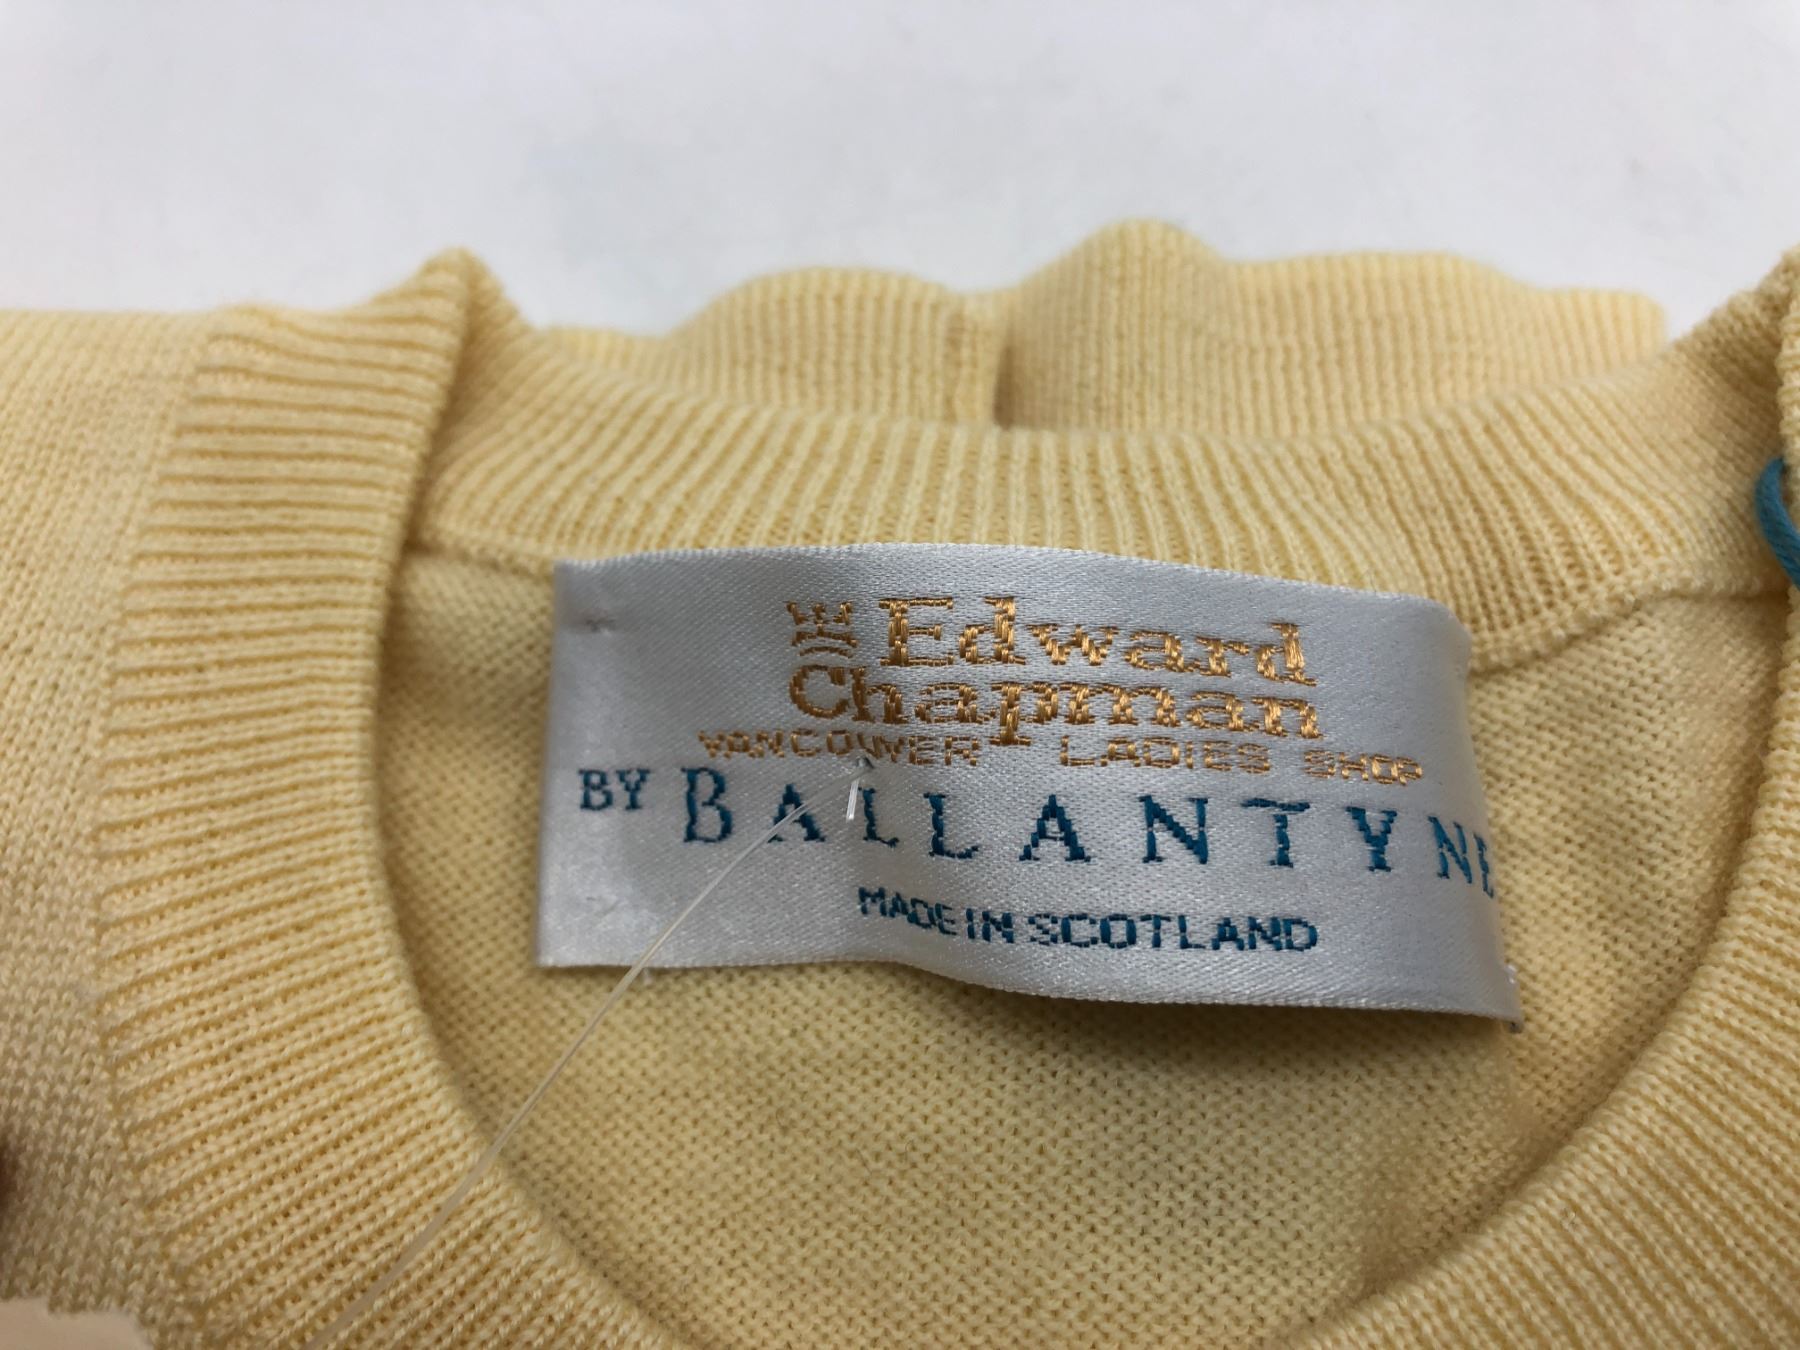 Edward
Chapman
VANCOUVER LADIES SHOP
BY BALLANTYNE
MADE IN SCOTLAND